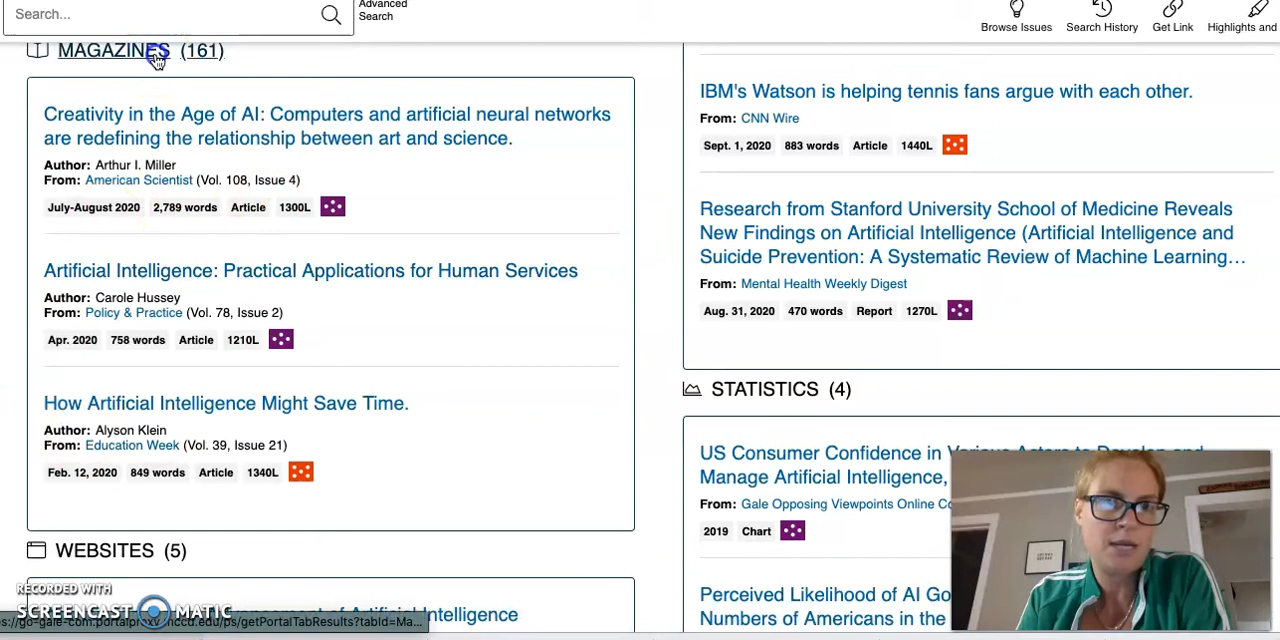 Search...
Advanced
Search
Browse Issues
Search History
Get Link
Highlights and
MAGAZINES (161)
Creativity in the Age of AI: Computers and artificial neural networks
are redefining the relationship between art and science.
Author: Arthur I. Miller
From: American Scientist (Vol. 108, Issue 4)
July-August 2020 2,789 words Article 1300L
Artificial Intelligence: Practical Applications for Human Services
Author: Carole Hussey
From: Policy & Practice (Vol. 78, Issue 2)
Apr. 2020 758 words Article 1210L
How Artificial Intelligence Might Save Time.
Author: Alyson Klein
From: Education Week (Vol. 39, Issue 21)
Feb. 12, 2020 849 words Article 1340L
WEBSITES (5)
of Artificial Intelligence
RECORDED WITH
SCREENCAST MATIC
IBM's Watson is helping tennis fans argue with each other.
From: CNN Wire
Sept. 1, 2020 883 words Article 1440L
Research from Stanford University School of Medicine Reveals
New Findings on Artificial Intelligence (Artificial Intelligence and
Suicide Prevention: A Systematic Review of Machine Learning...
From: Mental Health Weekly Digest
Aug. 31, 2020 470 words Report 1270L
STATISTICS (4)
US Consumer Confidence in Various Actors to Develop and
Manage Artificial Intelligence,
From: Gale Opposing Viewpoints Online
2019 Chart
Perceived Likelihood of AI
Numbers of Americans in the